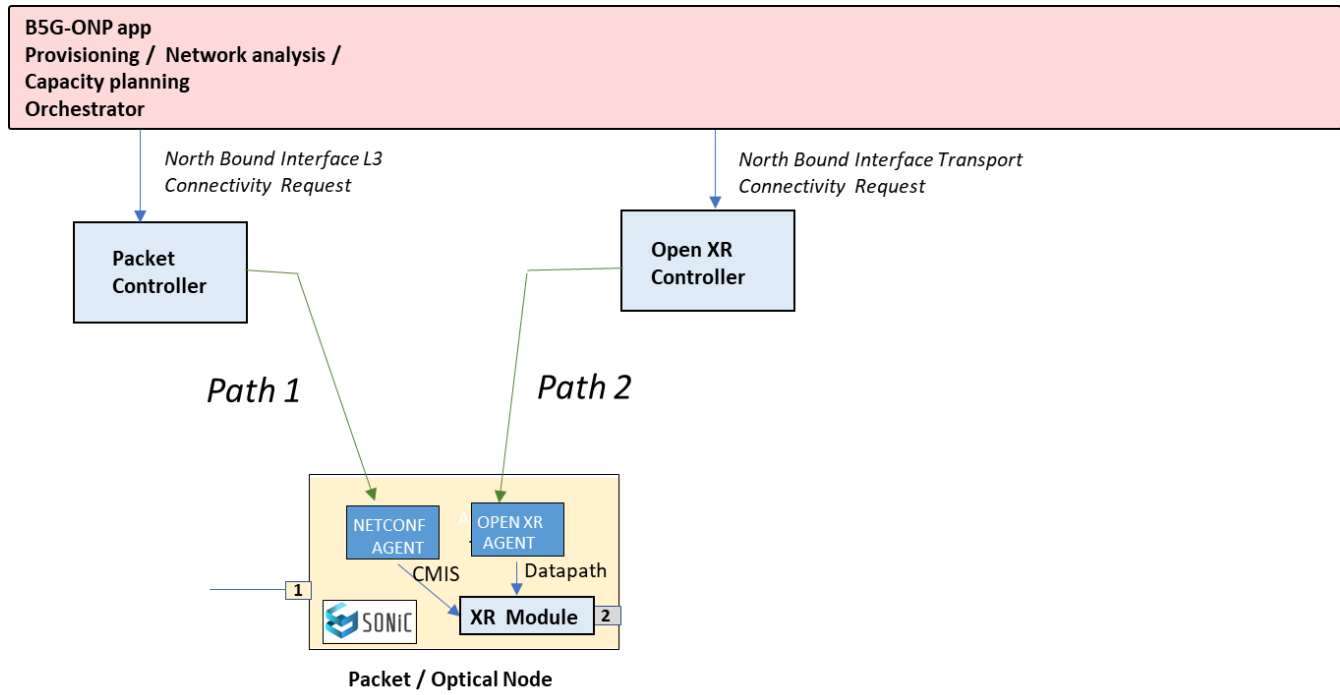 B5G-ONP app
Provisioning / Network analysis /
Capacity planning
Orchestrator
North Bound Interface L3
Connectivity Request
North Bound Interface Transport
Connectivity Request
Packet
Controller
Open XR
Controller
Path 1
Path 2
NETCONF
AGENT
OPEN XR
AGENT
CMIS
Datapath
1
SONiC
XR Module
2
Packet / Optical Node